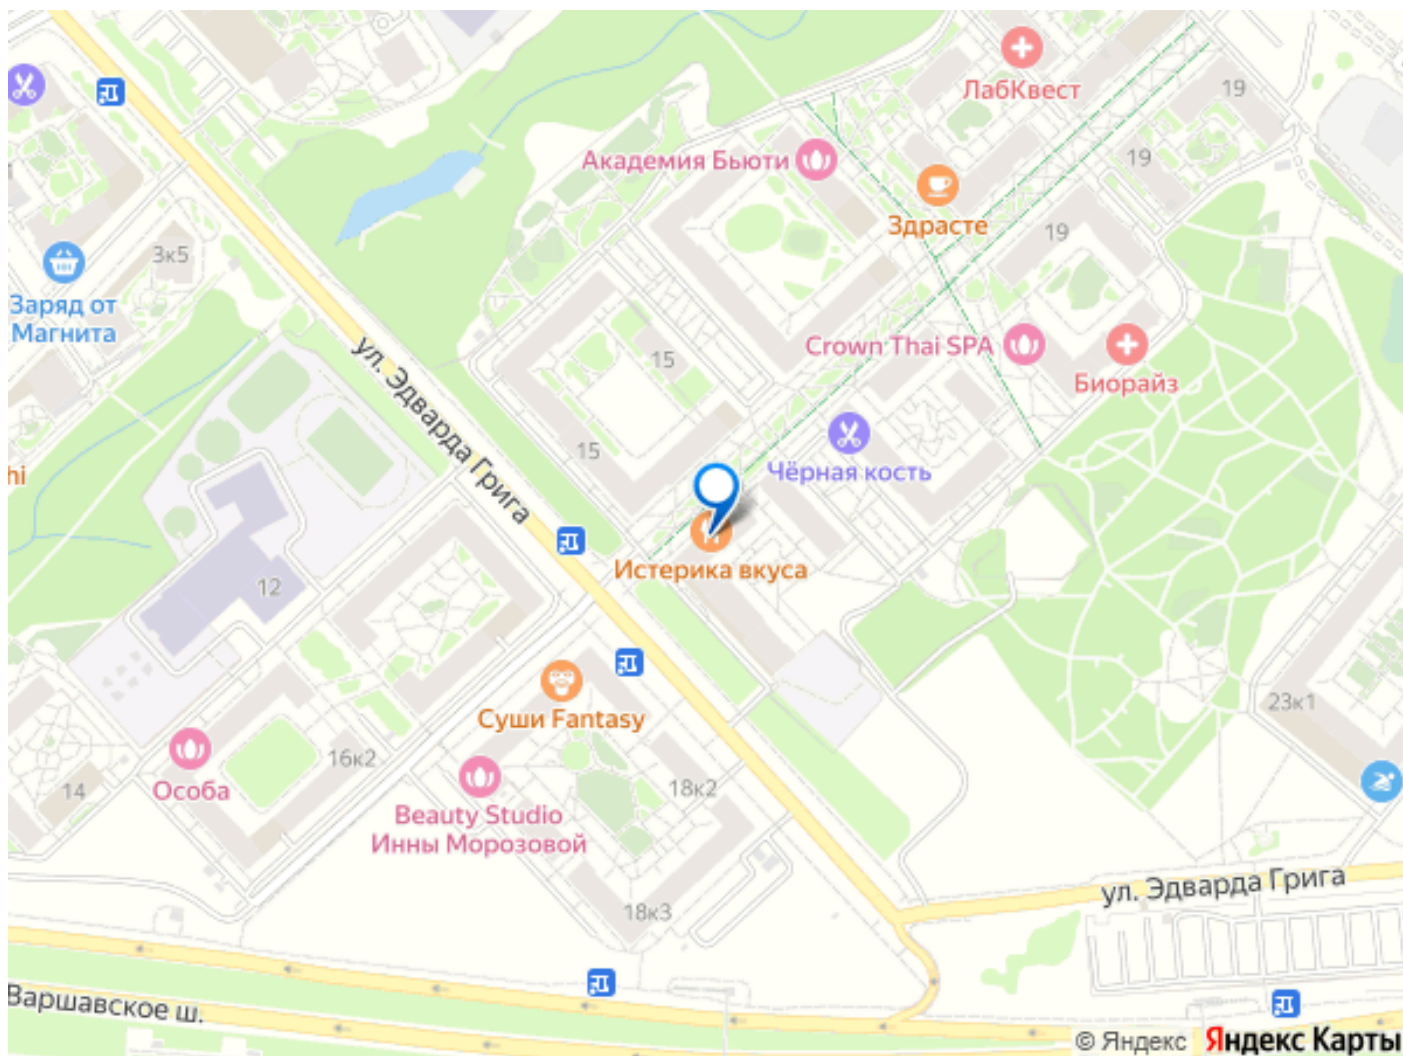 ЛабКвест
19
Академия Бьюти
19
Здрасте
19
3к5
Заряд от
Магнита
ул. Эдварда Грига
15
Crown Thai SPA
Биорайз
15
Чёрная кость
hi
Истерика вкуса
12
Суши Fantasy
23к1
16к2
Особа
14
18к2
Beauty Studio
Инны Морозовой
ул. Эдварда Грига
18к3
Варшавское ш.
© Яндекс Яндекс Карты